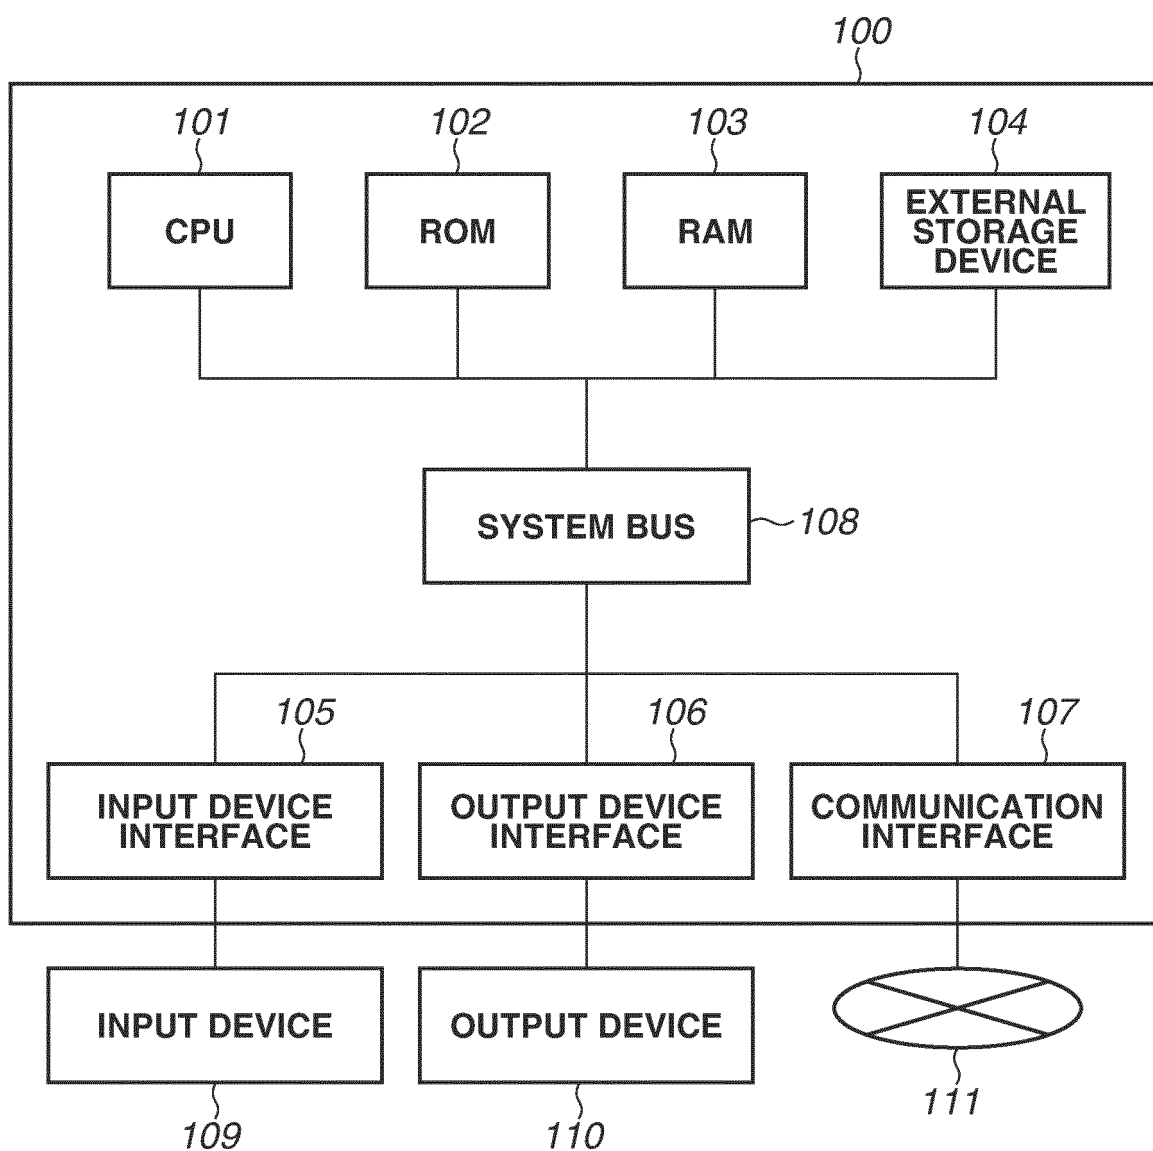 100
101
102
103
104
CPU
ROM
RAM
EXTERNAL
STORAGE
DEVICE
SYSTEM BUS
108
105
106
107
INPUT DEVICE
INTERFACE
OUTPUT DEVICE
INTERFACE
COMMUNICATION
INTERFACE
INPUT DEVICE
OUTPUT DEVICE
109
110
111